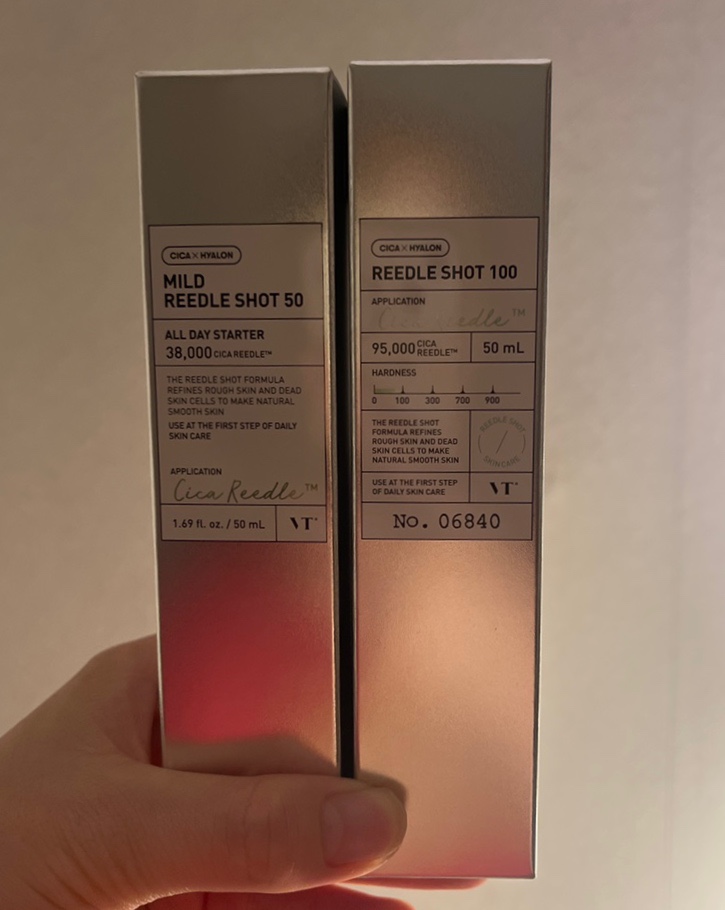 CICA × HYALON
MILD
REEDLE SHOT 50
ALL DAY STARTER
38,000 CICA REEDLE™
THE REEDLE SHOT FORMULA
REFINES ROUGH SKIN AND DEAD
SKIN CELLS TO MAKE NATURAL
SMOOTH SKIN
USE AT THE FIRST STEP OF DAILY
SKIN CARE
APPLICATION
Cica Reedle™
1.69 fl. oz. / 50 mL
VT
CICA × HYALON
REEDLE SHOT 100
APPLICATION
Cica Reedle™
95,000 CICA
REEDLE™
50 mL
HARDNESS
0 100 300 700 900
THE REEDLE SHOT
FORMULA REFINES
ROUGH SKIN AND DEAD
SKIN CELLS TO MAKE
NATURAL SMOOTH SKIN
REEDLE SHOT
SKINCARE
USE AT THE FIRST STEP
OF DAILY SKIN CARE
VT
No. 06840